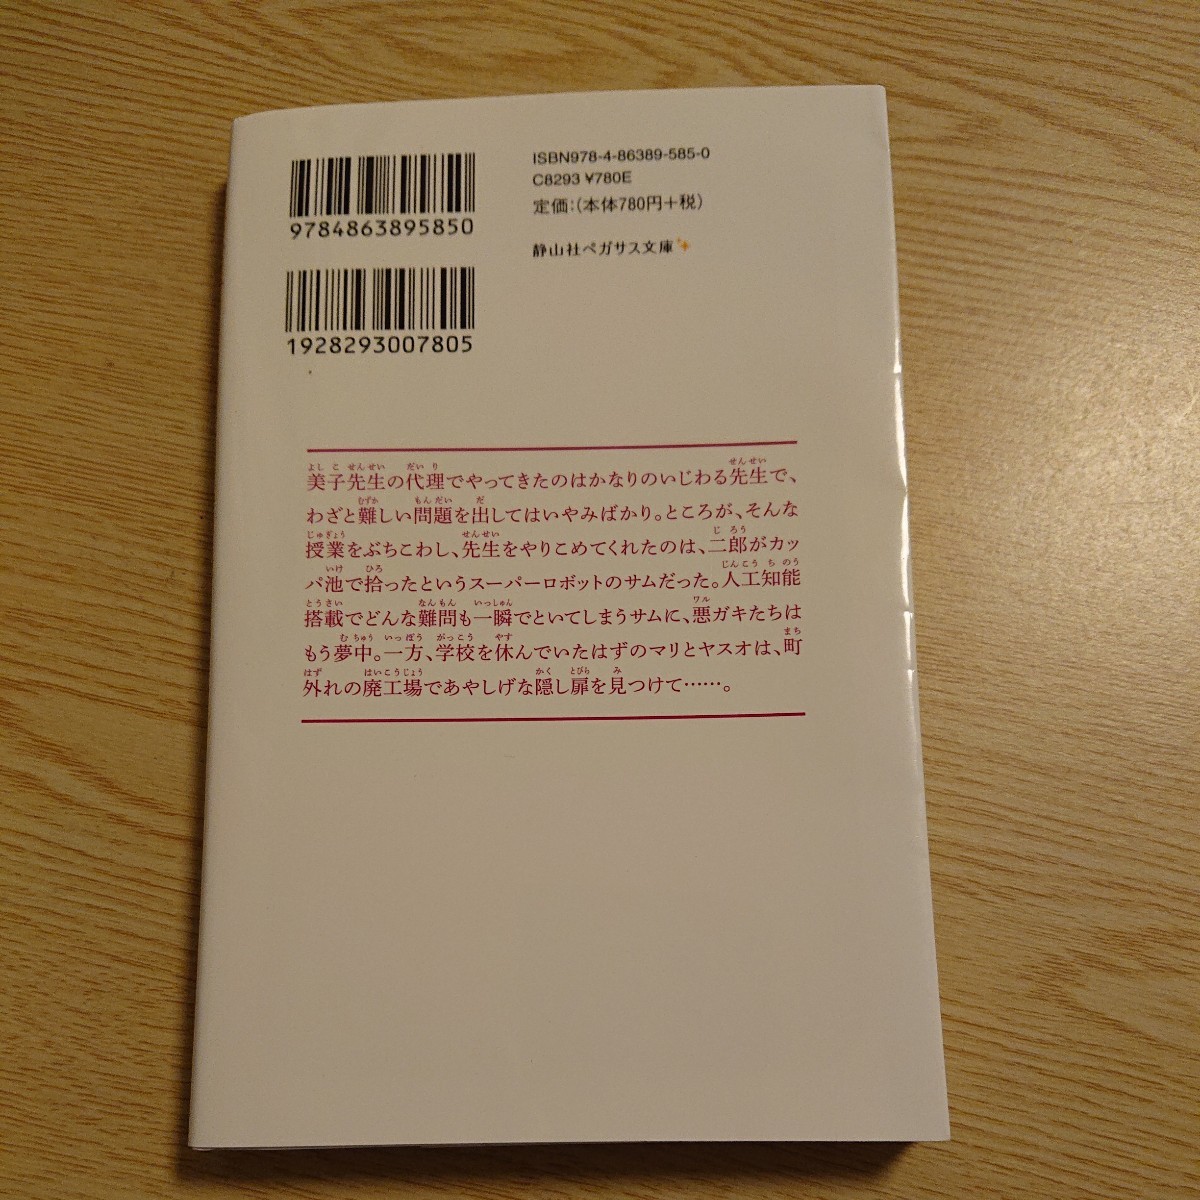 ISBN978-4-86389-585-0
C8293 ¥780E
定価:(本体780円+税)
静山社ペガサス文庫
9784863895850
1928293007805
美子先生の代理でやってきたのはかなりのいじわる先生で、
わざと難しい問題を出してはいやみばかり。ところが、そんな
授業をぶちこわし、先生をやりこめてくれたのは、二郎がカッ
パ池で拾ったというスーパーロボットのサムだった。人工知能
搭載でどんな難問も一瞬でといてしまうサムに、悪ガキたちは
もう夢中。一方、学校を休んでいたはずのマリとヤスオは、町
外れの廃工場であやしげな隠し扉を見つけて……。